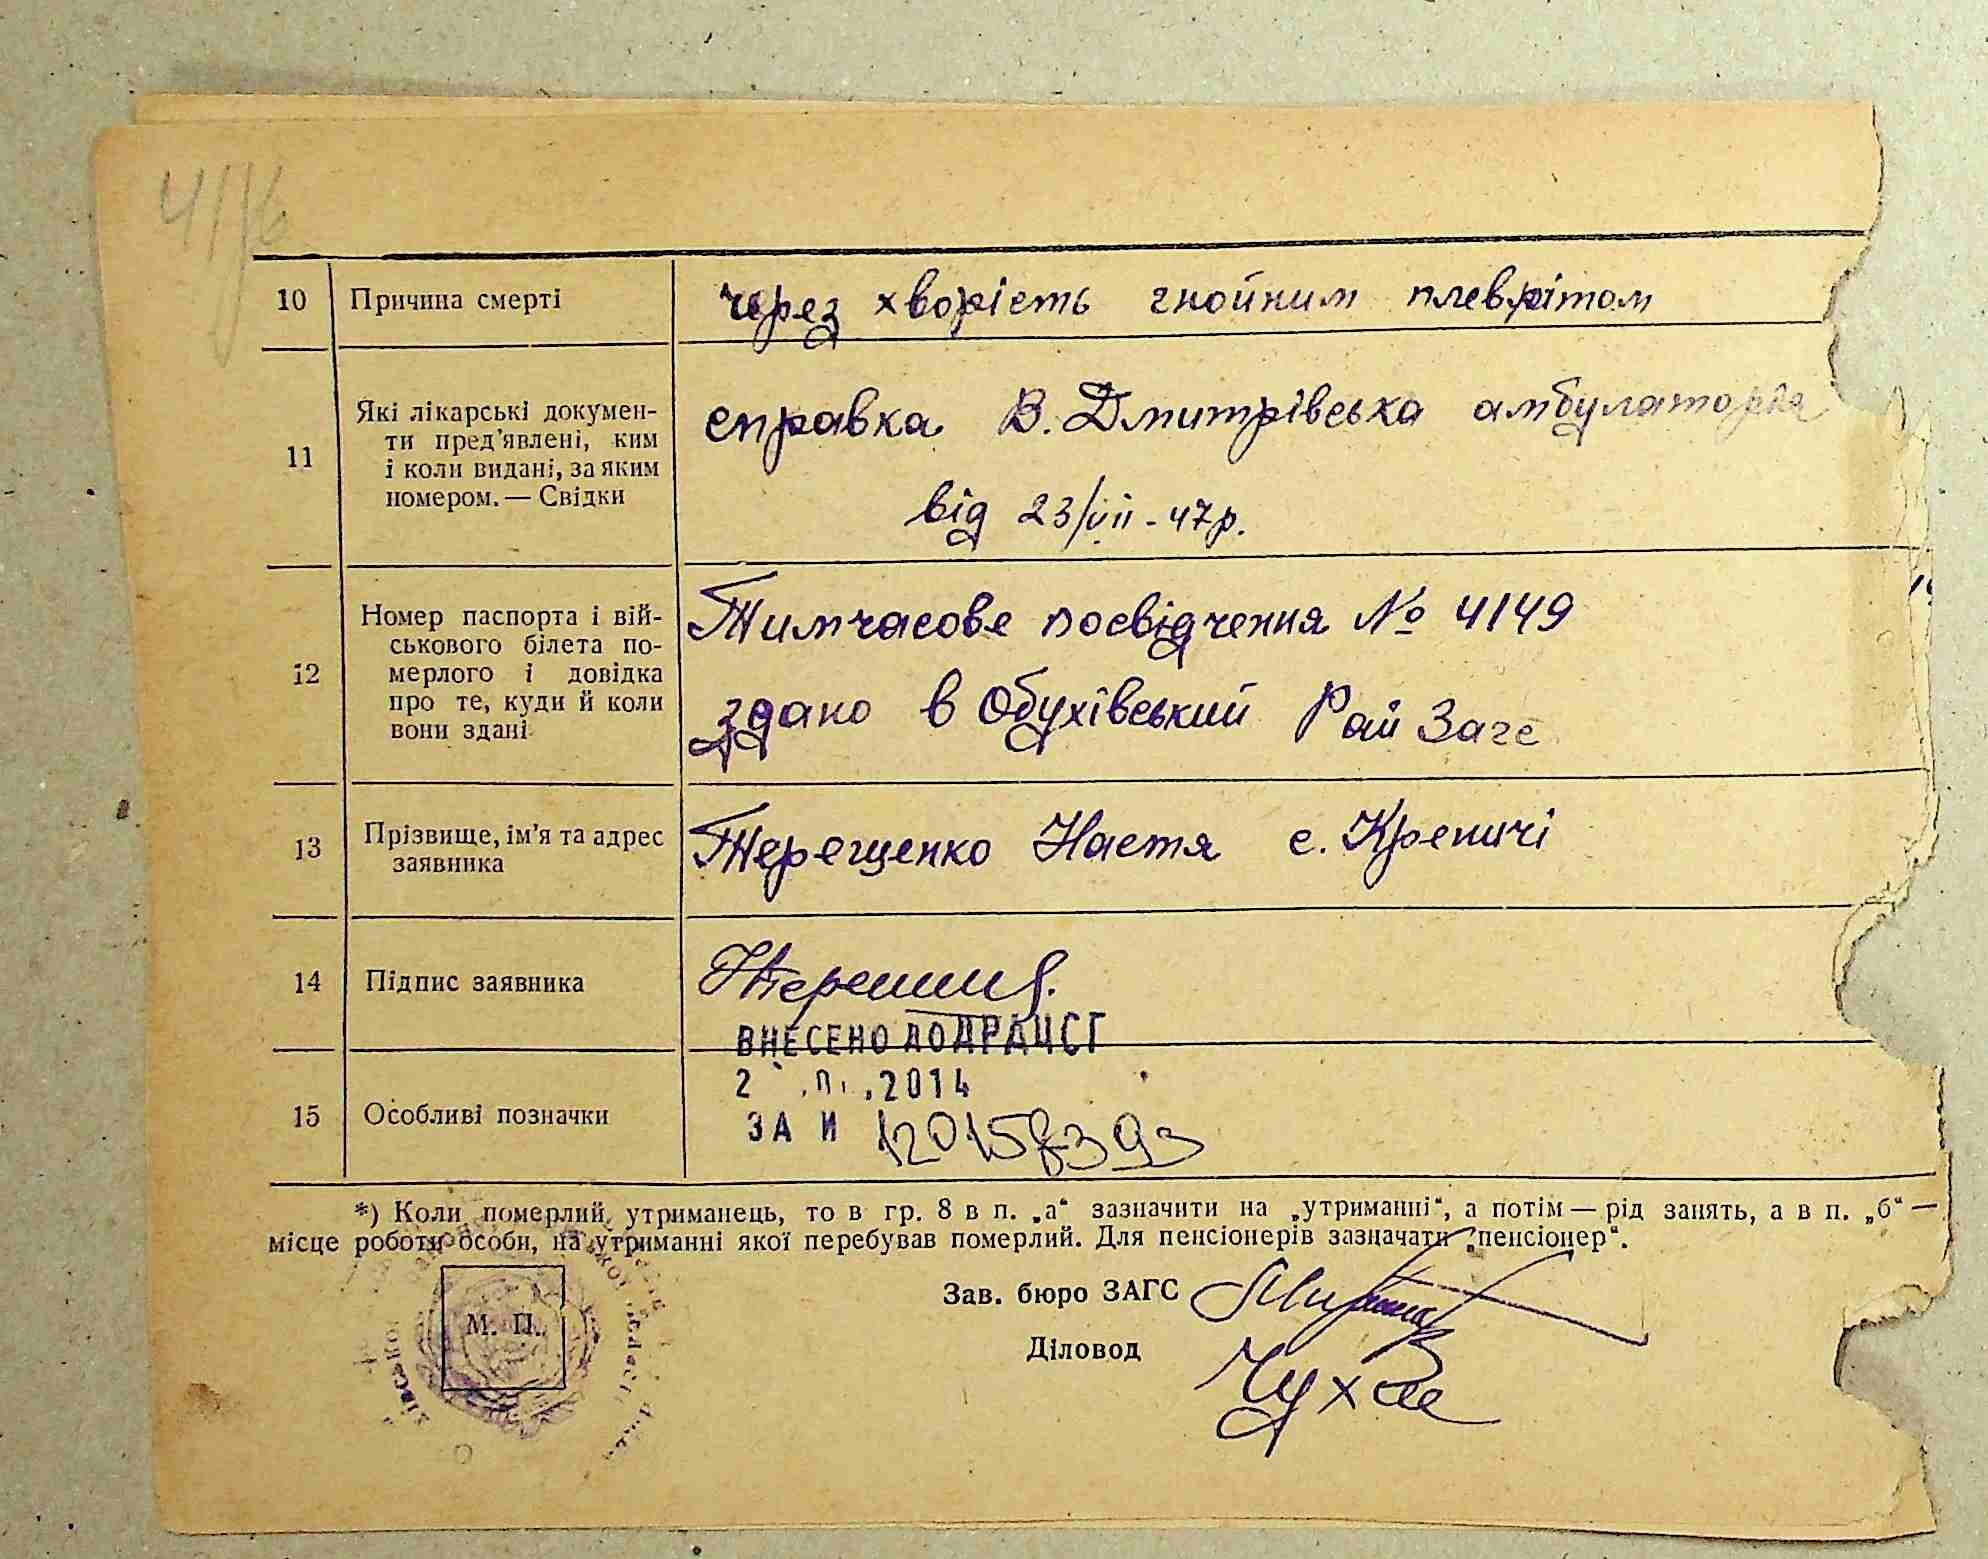 10 Причина смерті через хворість гнойним плеврітом
11 Які лікарські докумен-
ти пред'явлені, ким
і коли видані, за яким
номером. — Свідки
справка В. Дмитрівська амбулаторія
від 23/VII - 47р.
12 Номер паспорта і вій-
ськового білета по-
мерлого і довідка
про те, куди й коли
вони здані
Тимчасове посвідчення № 4149
здано в Обухівський Рай Загс
13 Прізвище, ім'я та адрес
заявника
Терещенко Настя с. Крепичі
14 Підпис заявника
ВНЕСЕНО ДО ДРАЦСГ
2 .2014
15 Особливі позначки
ЗА И
*) Коли померлий утриманець, то в гр. 8 в п. „а“ зазначити на „утриманні“, а потім — рід занять, а в п. „б“ —
місце роботи особи, на утриманні якої перебував померлий. Для пенсіонерів зазначати „пенсіонер“.
М. П.
Зав. бюро ЗАГС
Діловод